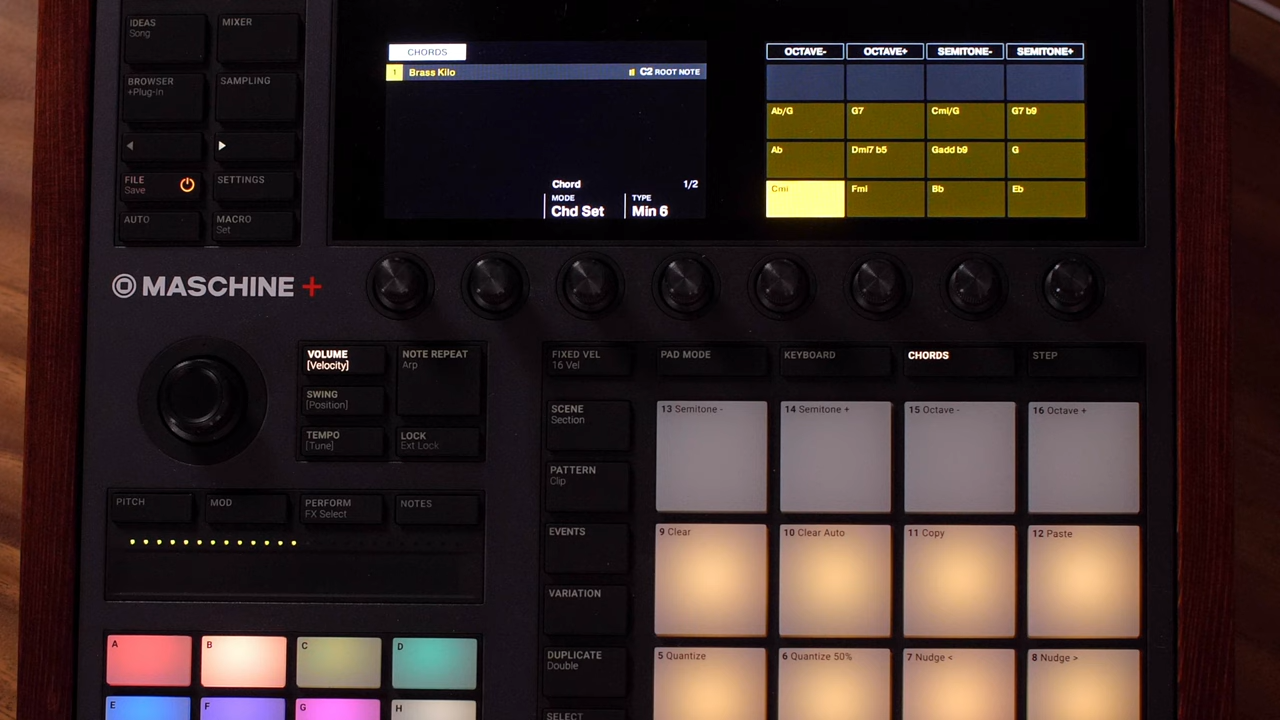 IDEAS
Song
MIXER
BROWSER
+Plug-In
SAMPLING
FILE
Save
SETTINGS
AUTO
MACRO
Set
CHORDS
1 Brass Kilo C2 ROOT NOTE
Chord 1/2
MODE TYPE
Chd Set Min 6
OCTAVE- OCTAVE+ SEMITONE- SEMITONE+
Ab/G G7 Cmi/G G7 b9
Ab Dmi7 b5 Gadd b9 G
Cmi Fmi Bb Eb
MASCHINE +
VOLUME
[Velocity]
NOTE REPEAT
Arp
SWING
[Position]
TEMPO
[Tune]
LOCK
Ext Lock
PITCH
MOD
PERFORM
FX Select
NOTES
A B C D
E F G H
FIXED VEL
16 Vel
PAD MODE
KEYBOARD
CHORDS
STEP
SCENE
Section
PATTERN
Clip
EVENTS
VARIATION
DUPLICATE
Double
SELECT
13 Semitone - 14 Semitone + 15 Octave - 16 Octave +
9 Clear 10 Clear Auto 11 Copy 12 Paste
5 Quantize 6 Quantize 50% 7 Nudge < 8 Nudge >